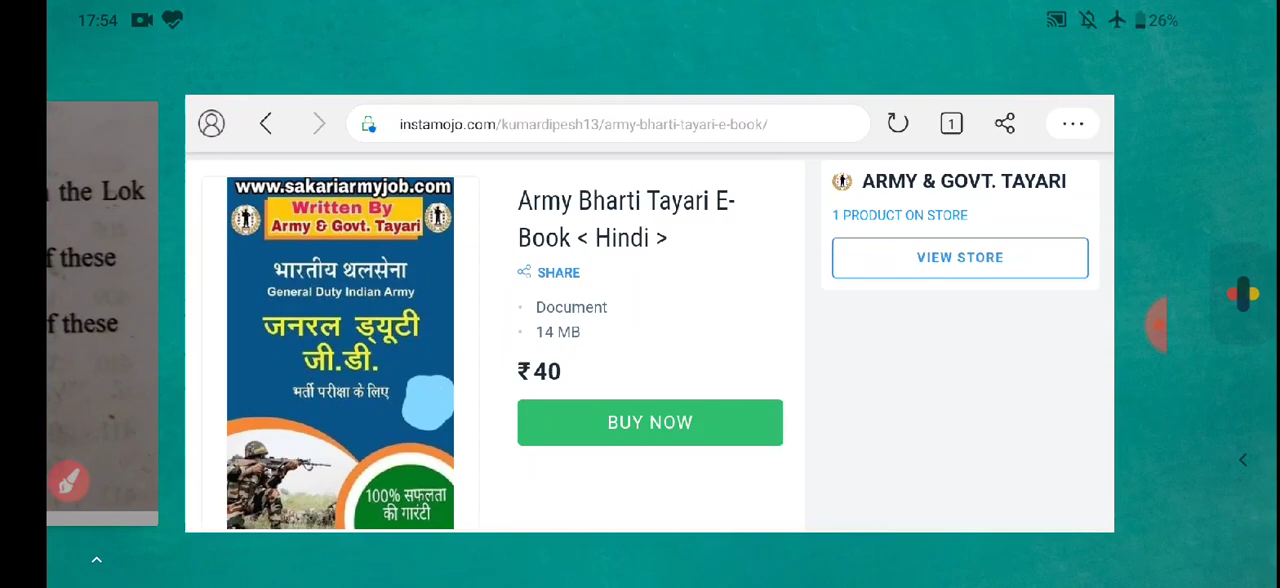 17:54
26%
the Lok
f these
f these
instamojo.com/kumardipesh13/army-bharti-tayari-e-book/
1
www.sakariarmyjob.com
Written By
Army & Govt. Tayari
भारतीय थलसेना
General Duty Indian Army
जनरल ड्यूटी
जी.डी.
भर्ती परीक्षा के लिए
100% सफलता
की गारंटी
Army Bharti Tayari E-
Book < Hindi >
SHARE
Document
14 MB
₹40
BUY NOW
ARMY & GOVT. TAYARI
1 PRODUCT ON STORE
VIEW STORE